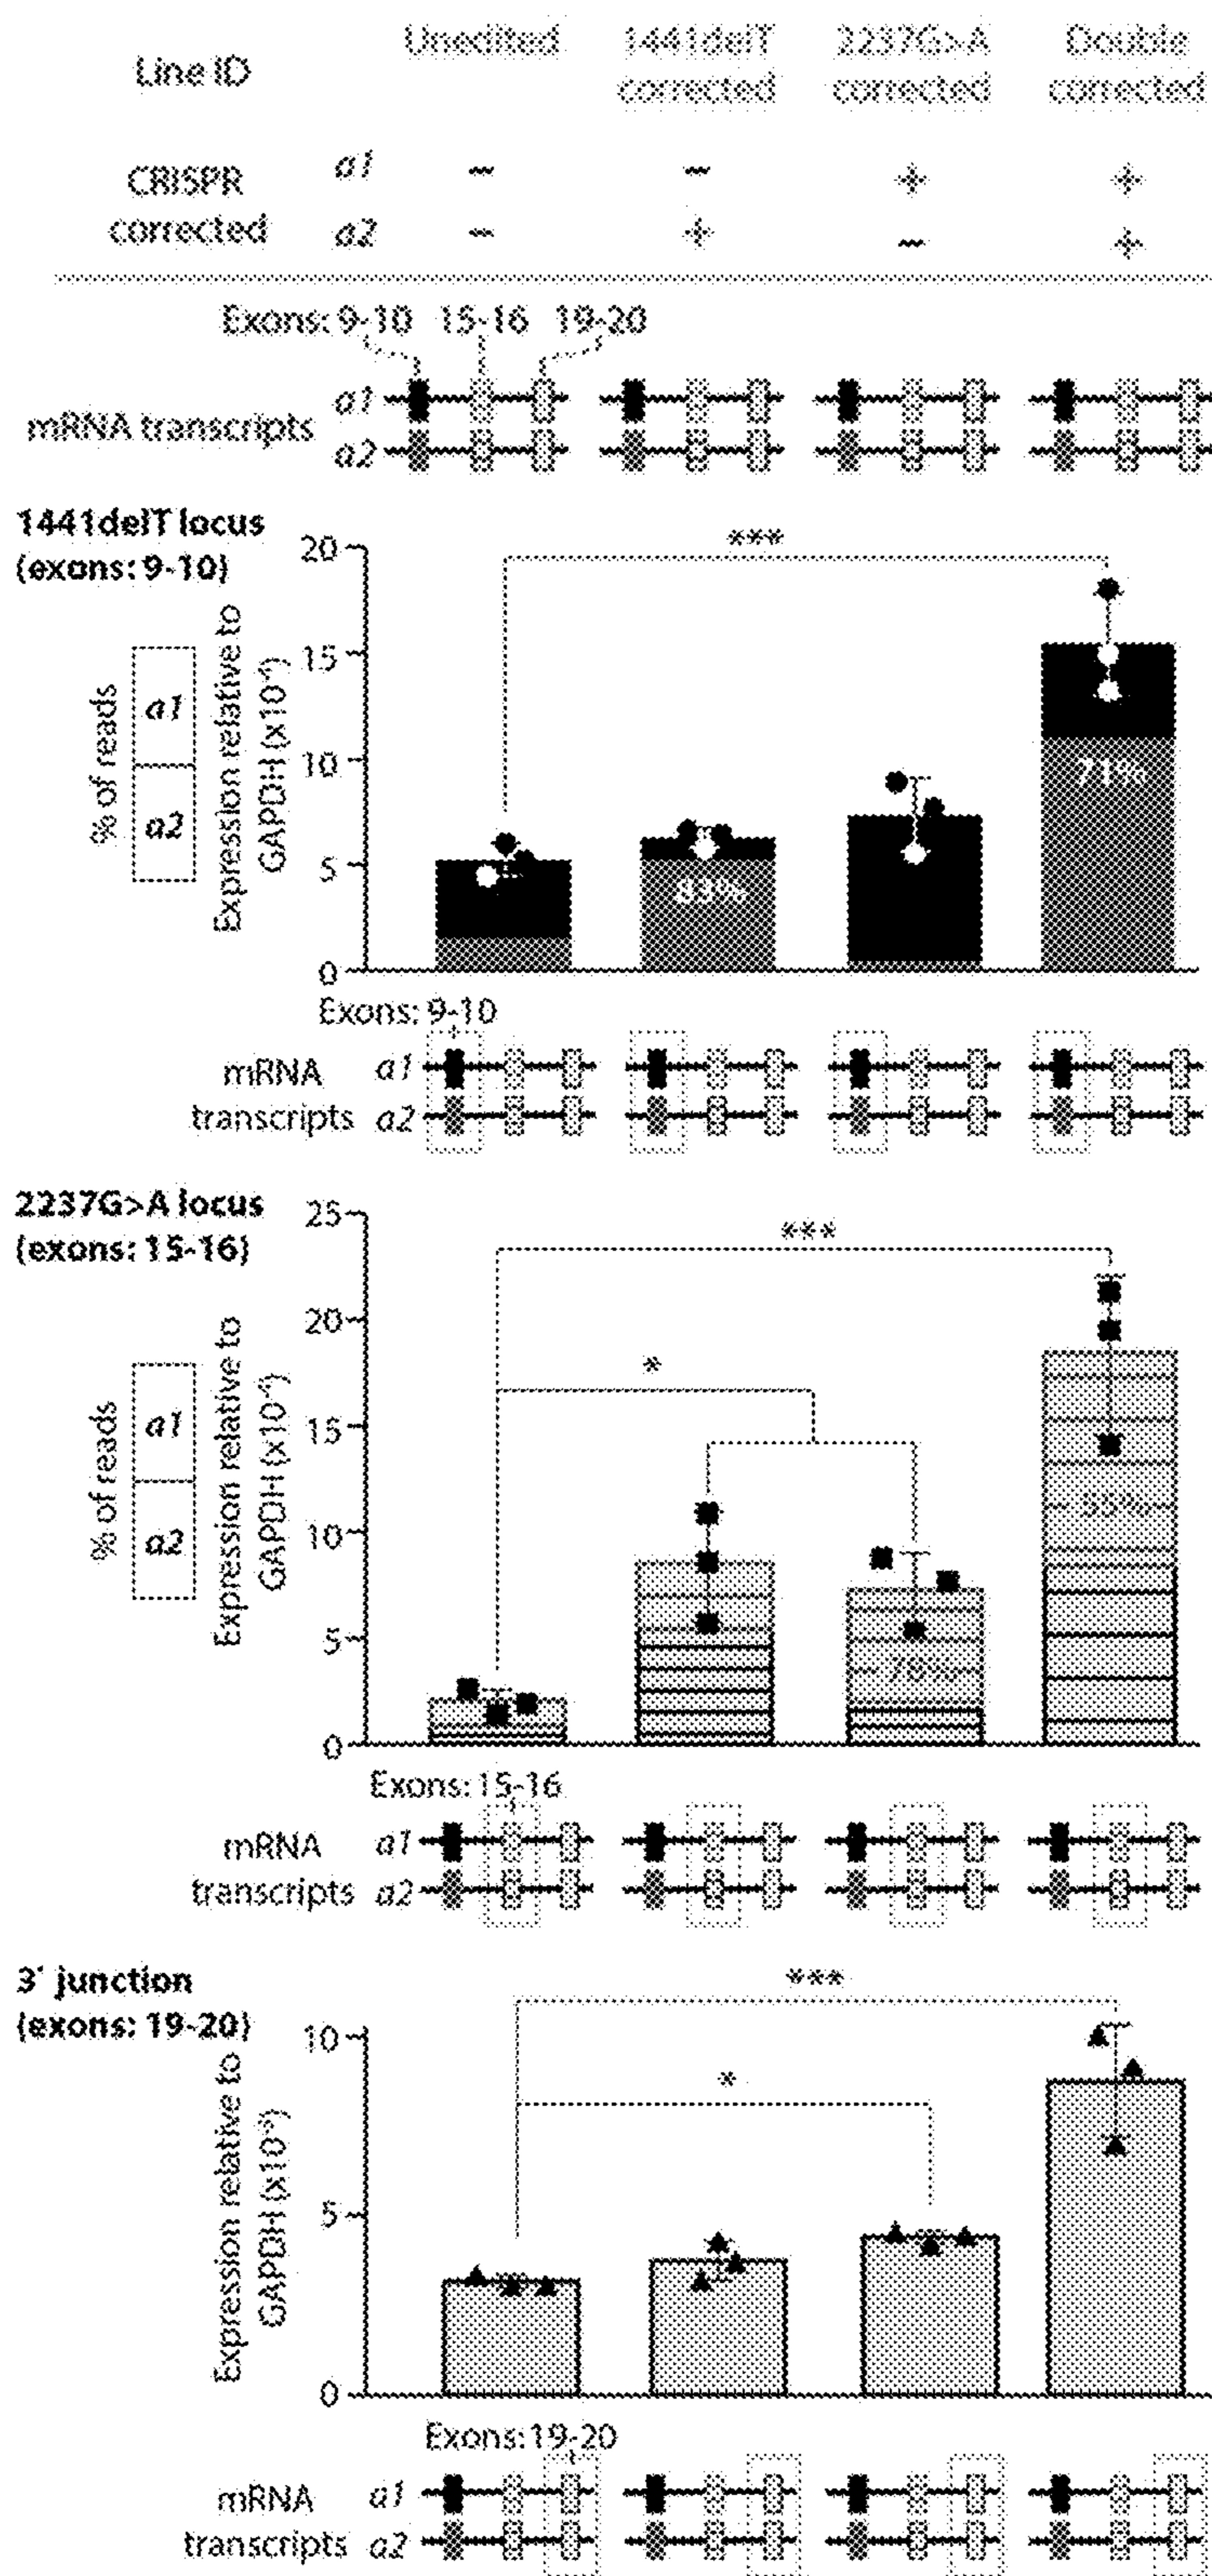 Line ID
Unedited 1441delT corrected 2237G>A corrected Double corrected
CRISPR corrected
a1 − − + +
a2 − + − +
Exons: 9-10 15-16 19-20
mRNA transcripts
a1
a2
1441delT locus
(exons: 9-10)
% of reads
a1
a2
Expression relative to
GAPDH
20
15
10
5
0
***
83%
71%
Exons: 9-10
mRNA
transcripts
a1
a2
2237G>A locus
(exons: 15-16)
% of reads
a1
a2
Expression relative to
GAPDH
25
20
15
10
5
0
***
*
78%
Exons: 15-16
mRNA
transcripts
a1
a2
3' junction
(exons: 19-20)
Expression relative to
GAPDH
10
5
0
***
*
Exons: 19-20
mRNA
transcripts
a1
a2